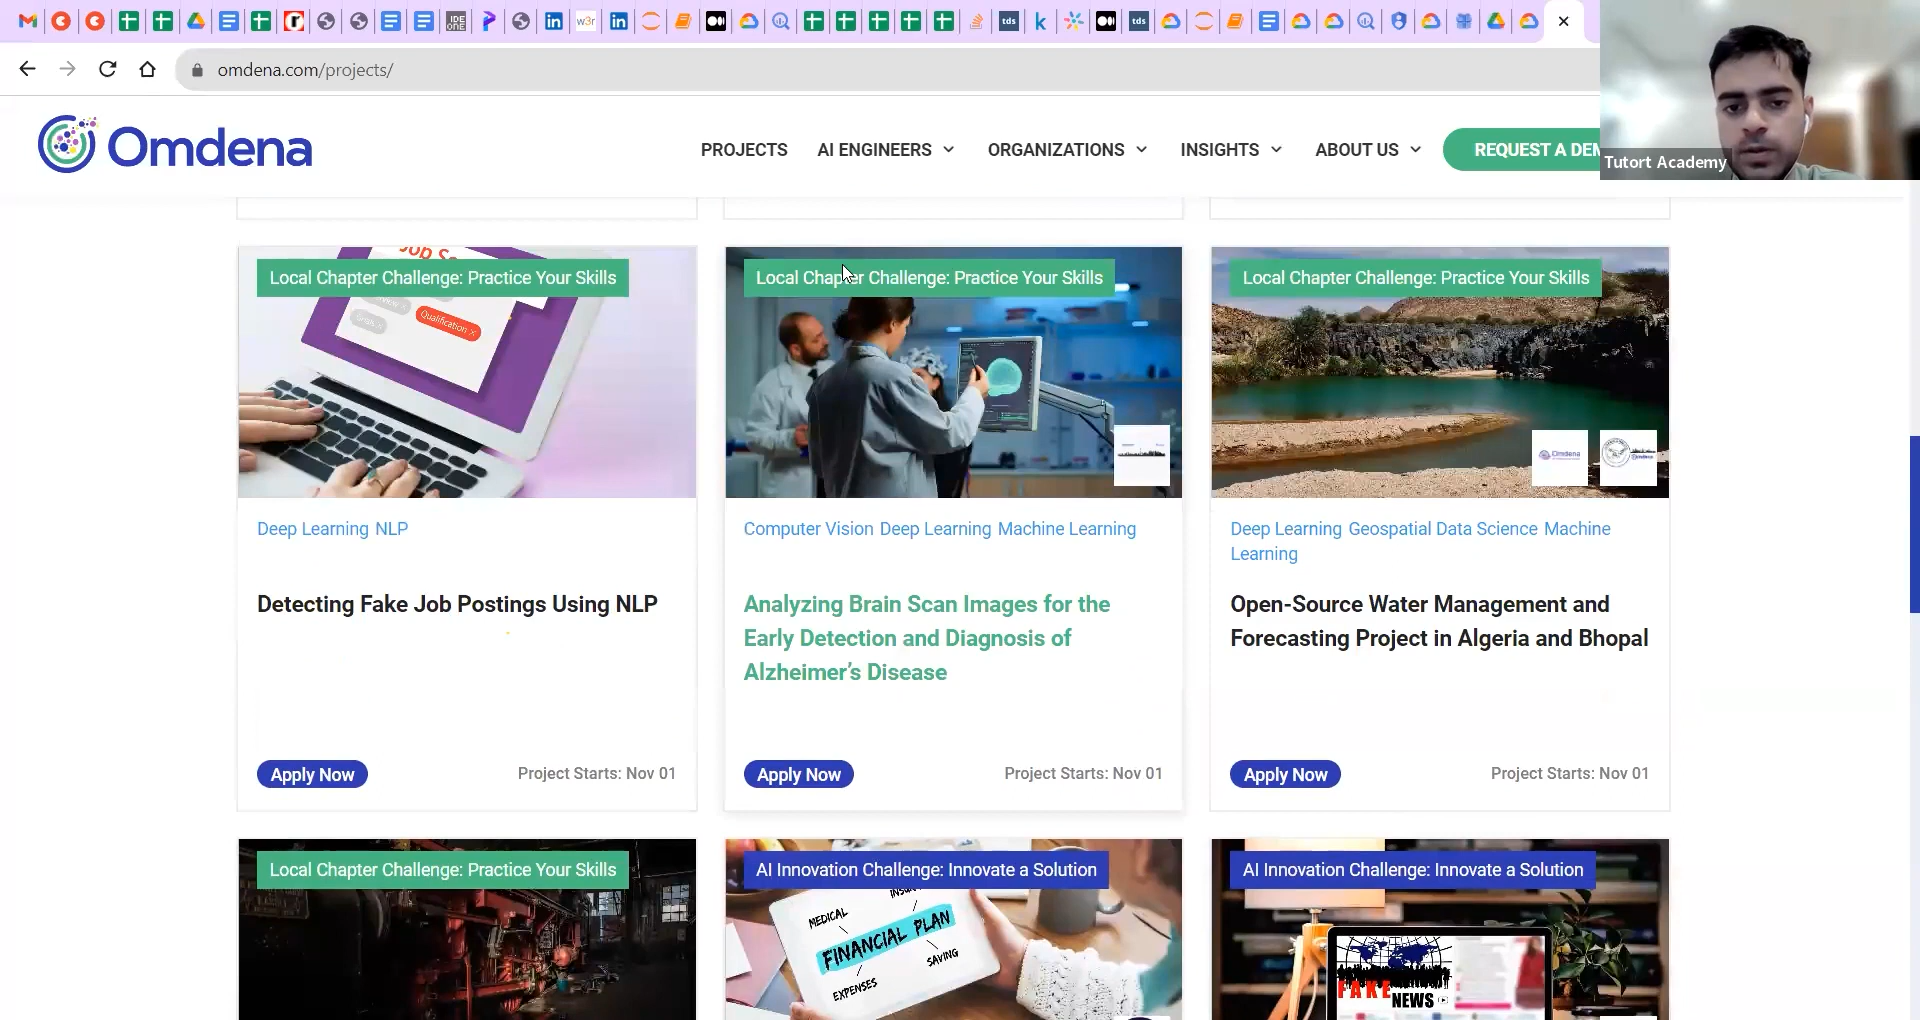 w3r
IDE
ONE
tds
k
tds
omdena.com/projects/
Omdena
PROJECTS
AI ENGINEERS
ORGANIZATIONS
INSIGHTS
ABOUT US
REQUEST A DEM
Tutort Academy
Local Chapter Challenge: Practice Your Skills
Qualification ×
Deep Learning NLP
Detecting Fake Job Postings Using NLP
Apply Now
Project Starts: Nov 01
Local Chapter Challenge: Practice Your Skills
Computer Vision Deep Learning Machine Learning
Analyzing Brain Scan Images for the
Early Detection and Diagnosis of
Alzheimer’s Disease
Apply Now
Project Starts: Nov 01
Local Chapter Challenge: Practice Your Skills
Omdena
Deep Learning Geospatial Data Science Machine
Learning
Open-Source Water Management and
Forecasting Project in Algeria and Bhopal
Apply Now
Project Starts: Nov 01
Local Chapter Challenge: Practice Your Skills
AI Innovation Challenge: Innovate a Solution
MEDICAL
FINANCIAL PLAN
EXPENSES
SAVING
AI Innovation Challenge: Innovate a Solution
FAKE
NEWS